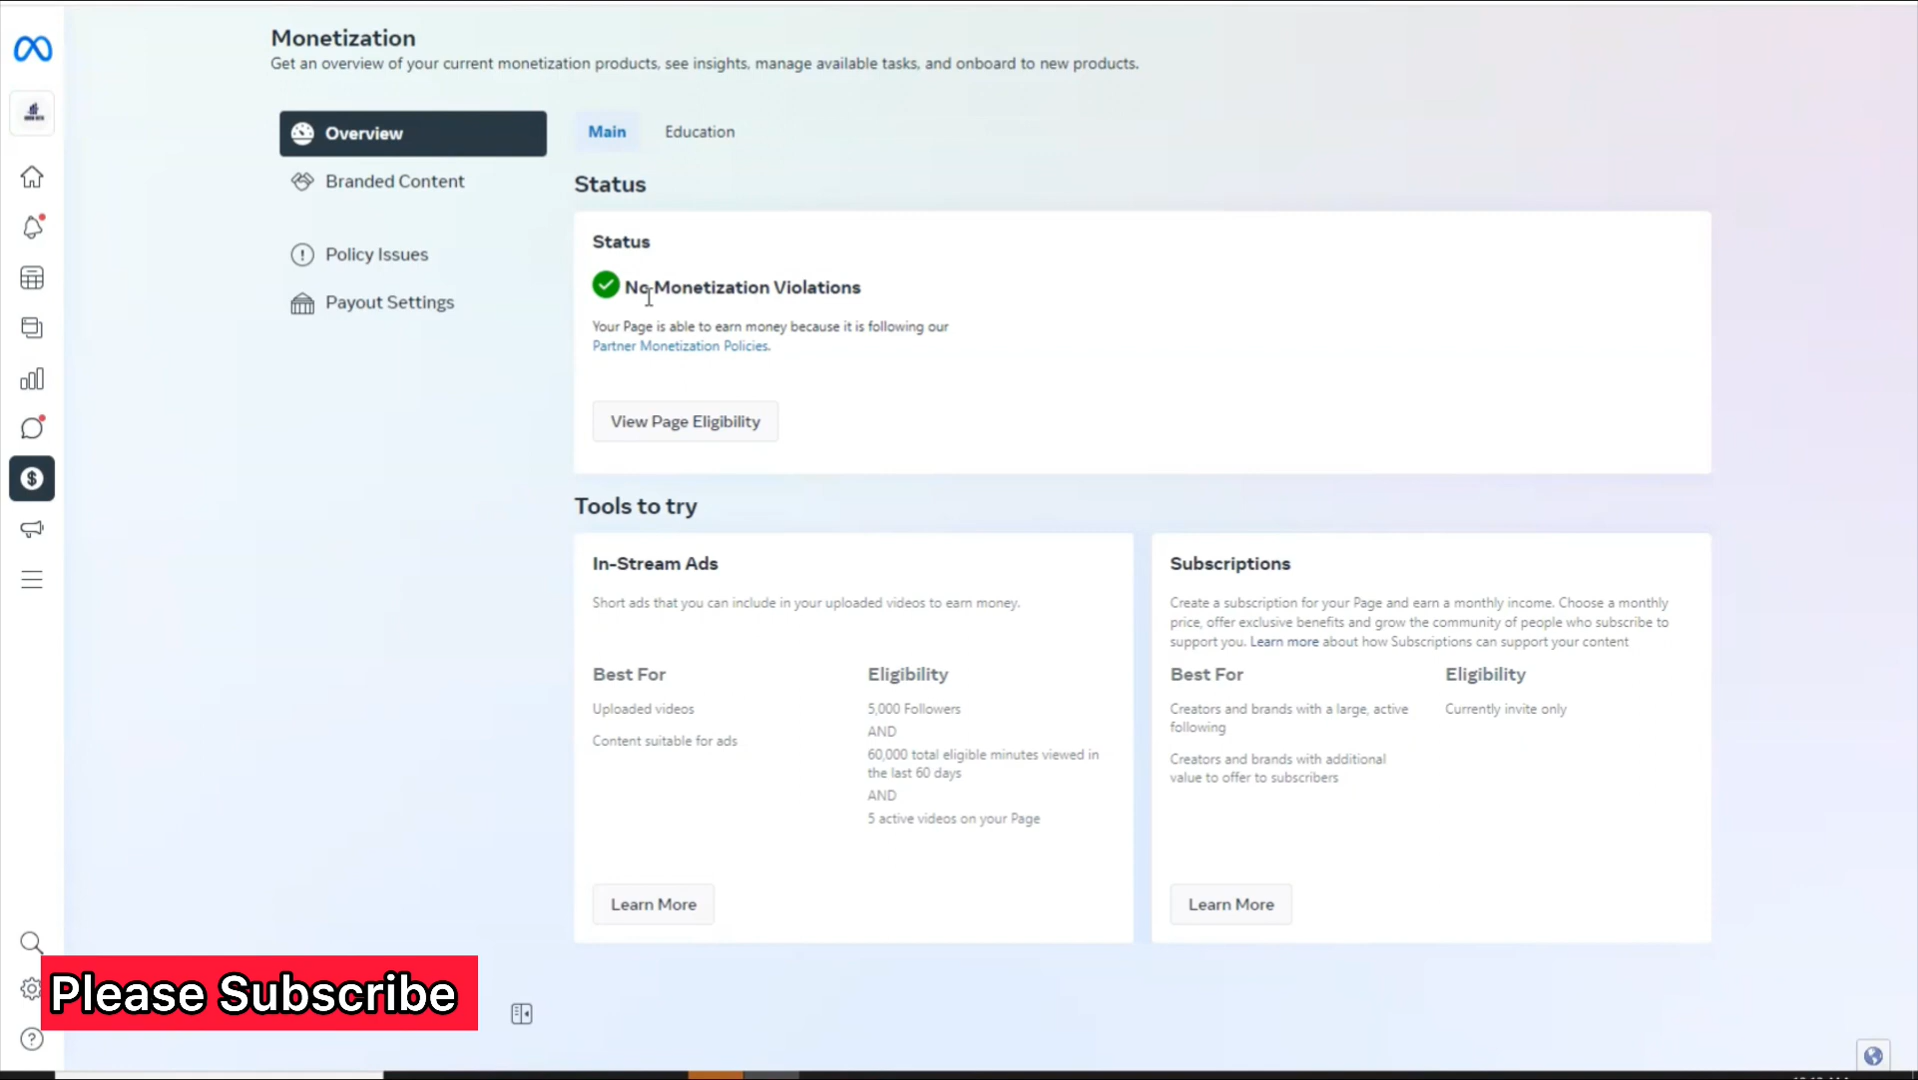 Monetization
Get an overview of your current monetization products, see insights, manage available tasks, and onboard to new products.
Overview
Branded Content
Policy Issues
Payout Settings
Main
Education
Status
Status
No Monetization Violations
Your Page is able to earn money because it is following our
Partner Monetization Policies.
View Page Eligibility
Tools to try
In-Stream Ads
Short ads that you can include in your uploaded videos to earn money.
Best For
Uploaded videos
Content suitable for ads
Eligibility
5,000 Followers
AND
60,000 total eligible minutes viewed in
the last 60 days
AND
5 active videos on your Page
Learn More
Subscriptions
Create a subscription for your Page and earn a monthly income. Choose a monthly
price, offer exclusive benefits and grow the community of people who subscribe to
support you. Learn more about how Subscriptions can support your content
Best For
Creators and brands with a large, active
following
Creators and brands with additional
value to offer to subscribers
Eligibility
Currently invite only
Learn More
Please Subscribe